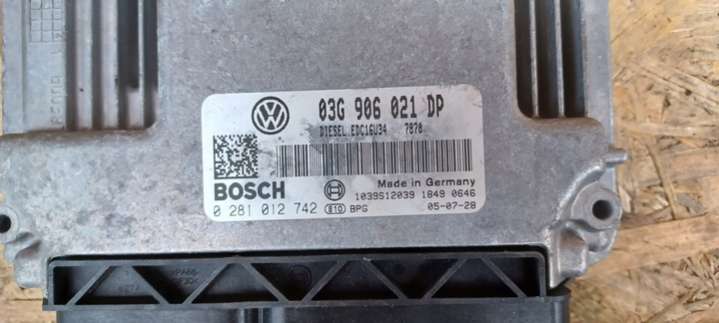 03G 906 021 DP
DIESEL EDC16U34 7878
BOSCH
Made in Germany
1039S12039 1849 0646
0 281 012 742 E10 BPG 05-07-28